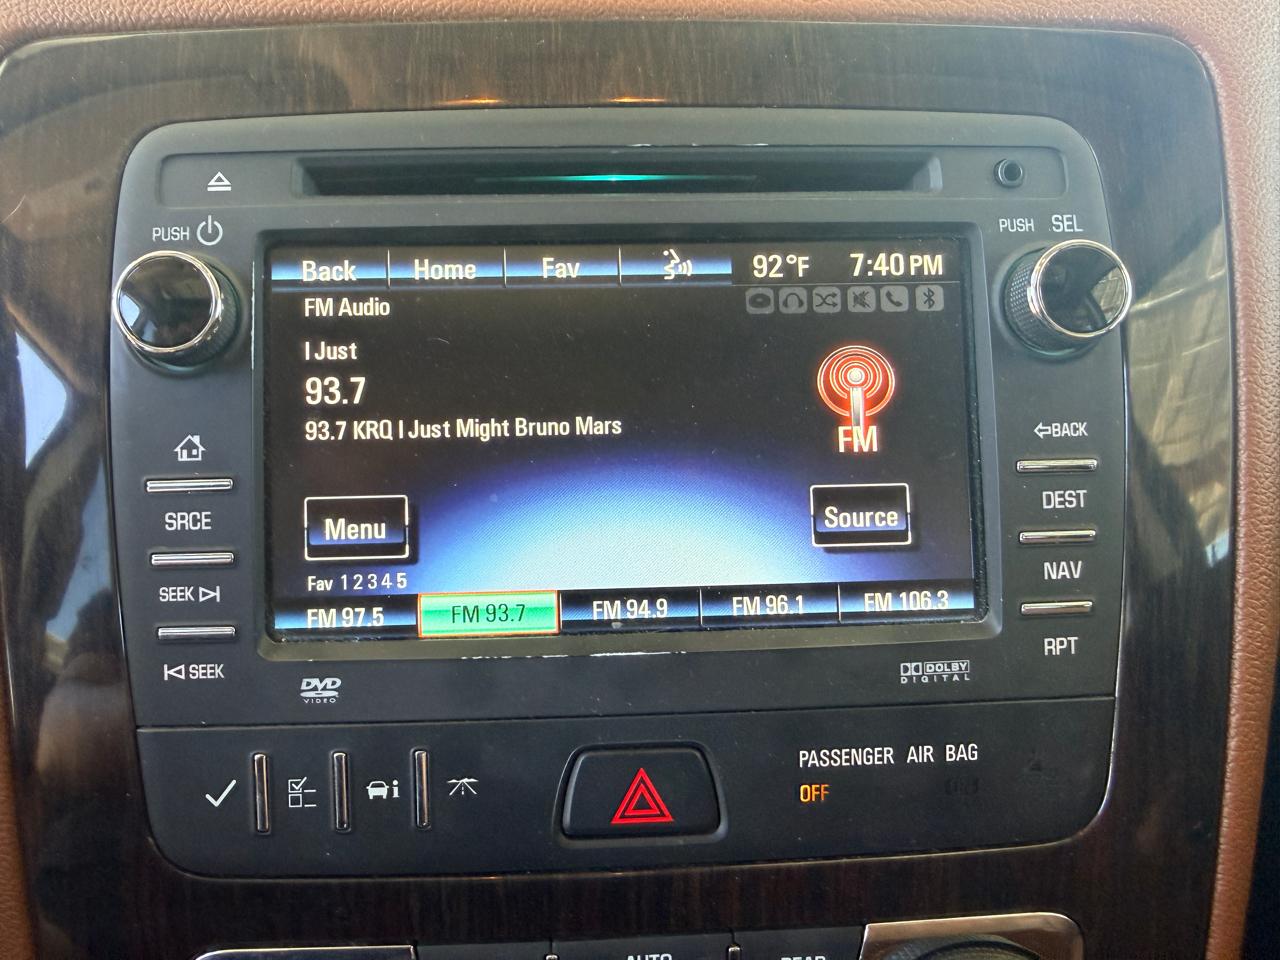 PUSH
PUSH SEL
Back Home Fav 92°F 7:40 PM
FM Audio
I Just
93.7
93.7 KRQ I Just Might Bruno Mars
FM
Menu
Source
Fav 1 2 3 4 5
FM 97.5 FM 93.7 FM 94.9 FM 96.1 FM 106.3
SRCE
SEEK
SEEK
BACK
DEST
NAV
RPT
DVD
VIDEO
DOLBY
DIGITAL
PASSENGER AIR BAG
OFF
AUTO
REAR